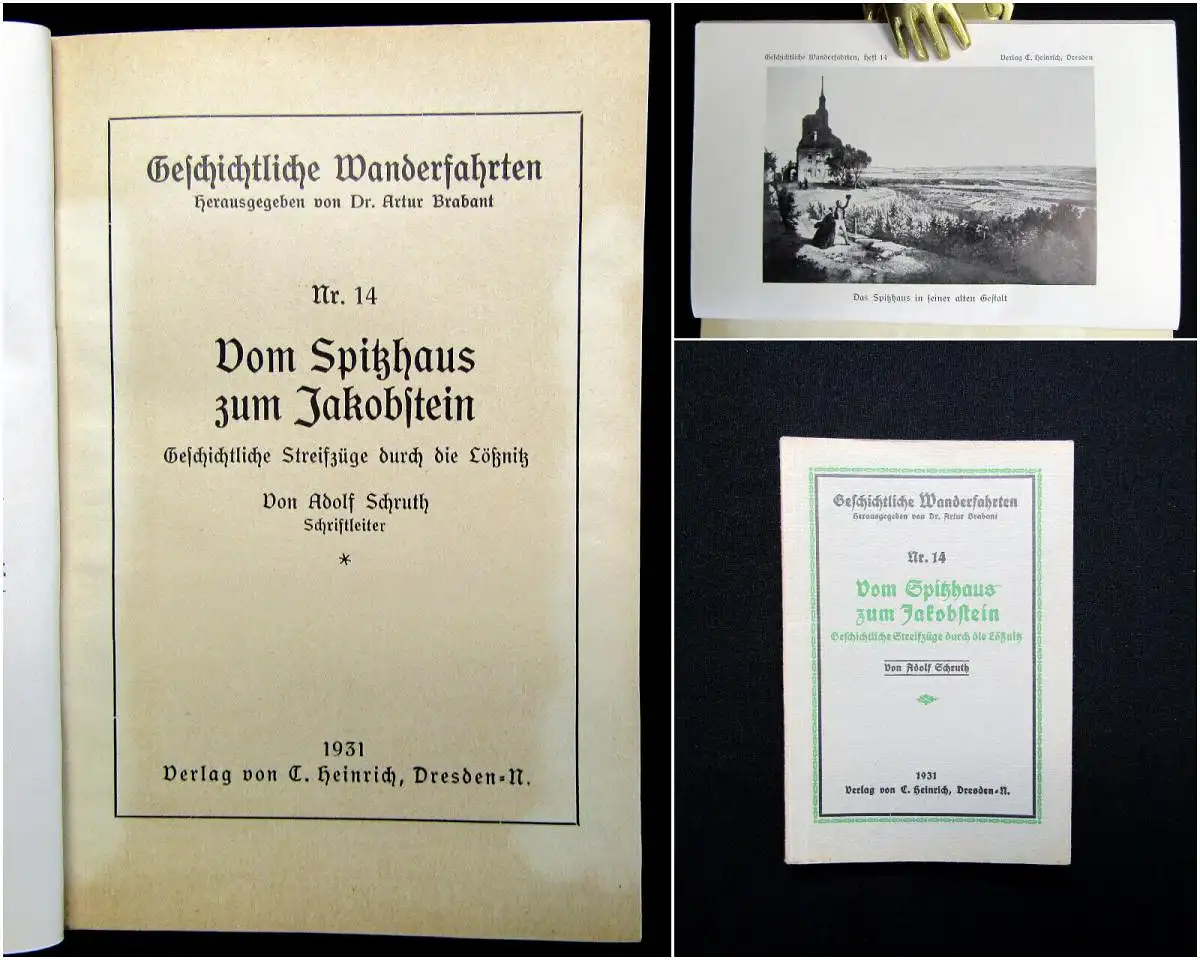 Geschichtliche Wanderfahrten
Herausgegeben von Dr. Artur Brabant
Nr. 14
Vom Spitzhaus
zum Jakobstein
Geschichtliche Streifzüge durch die Lößnitz
Von Adolf Schruth
Schriftleiter
*
1931
Verlag von C. Heinrich, Dresden=N.
Geschichtliche Wanderfahrten, Heft 14
Verlag C. Heinrich, Dresden
Das Spitzhaus in seiner alten Gestalt
Geschichtliche Wanderfahrten
Herausgegeben von Dr. Artur Brabant
Nr. 14
Vom Spitzhaus
zum Jakobstein
Geschichtliche Streifzüge durch die Lößnitz
Von Adolf Schruth
1931
Verlag von C. Heinrich, Dresden=N.